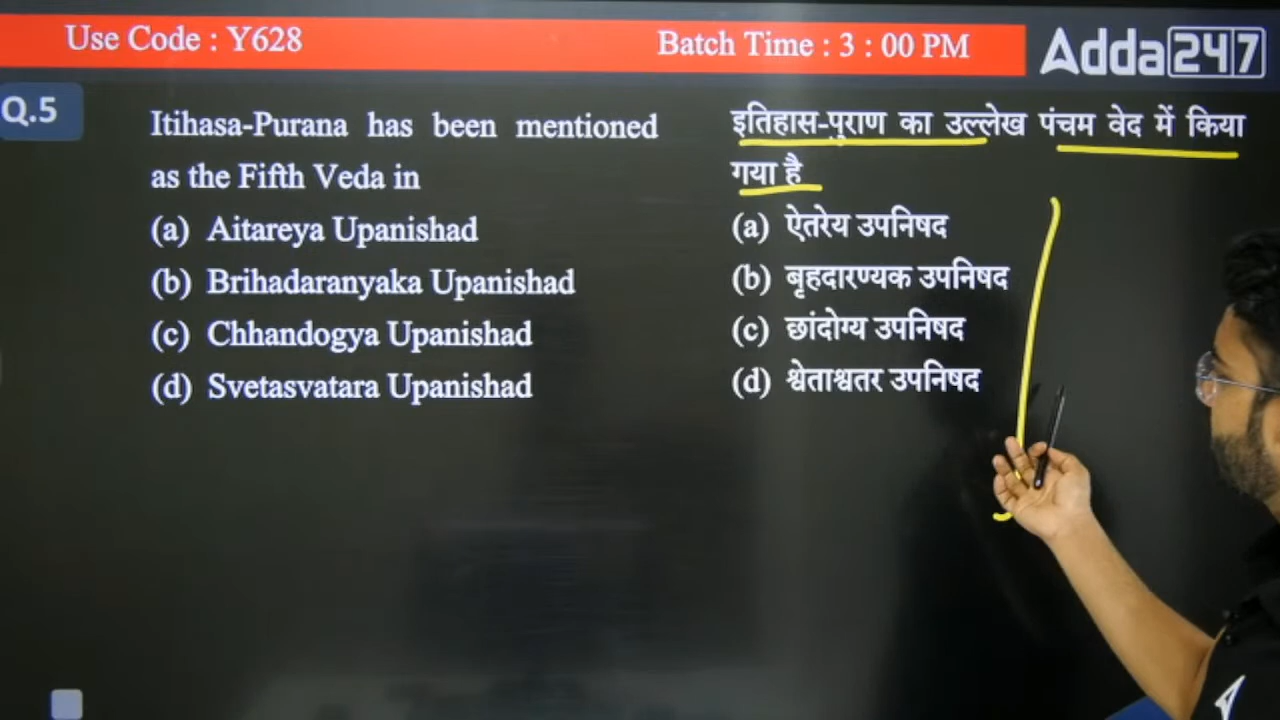 Use Code : Y628
Batch Time : 3 : 00 PM
Adda247
Q.5
Itihasa-Purana has been mentioned
as the Fifth Veda in
(a) Aitareya Upanishad
(b) Brihadaranyaka Upanishad
(c) Chhandogya Upanishad
(d) Svetasvatara Upanishad
इतिहास-पुराण का उल्लेख पंचम वेद में किया
गया है
(a) ऐतरेय उपनिषद
(b) बृहदारण्यक उपनिषद
(c) छांदोग्य उपनिषद
(d) श्वेताश्वतर उपनिषद